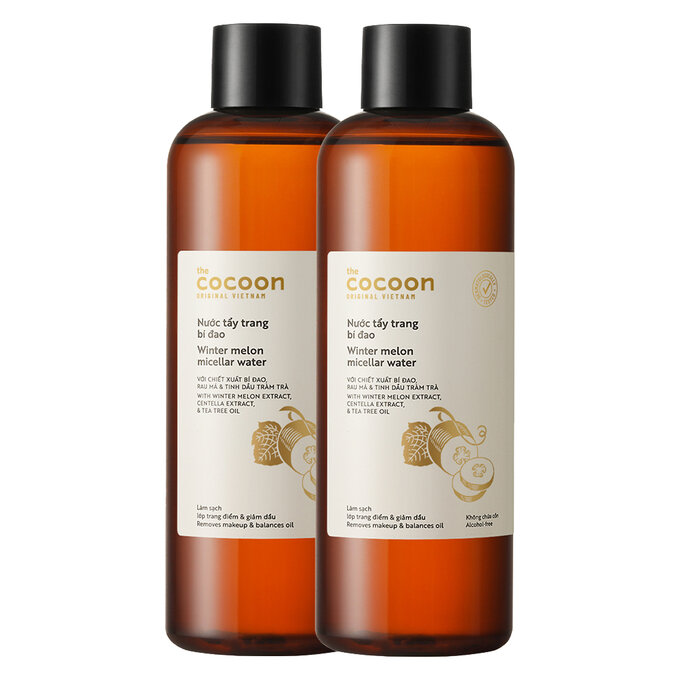 the
cocoon
ORIGINAL VIETNAM
Nước tẩy trang
bí đao
Winter melon
micellar water
VỚI CHIẾT XUẤT BÍ ĐAO,
RAU MÁ & TINH DẦU TRÀM TRÀ
WITH WINTER MELON EXTRACT,
CENTELLA EXTRACT,
& TEA TREE OIL
Làm sạch
lớp trang điểm & giảm dầu
Removes makeup & balances oil
the
cocoon
ORIGINAL VIETNAM
Nước tẩy trang
bí đao
Winter melon
micellar water
VỚI CHIẾT XUẤT BÍ ĐAO,
RAU MÁ & TINH DẦU TRÀM TRÀ
WITH WINTER MELON EXTRACT,
CENTELLA EXTRACT,
& TEA TREE OIL
Làm sạch
lớp trang điểm & giảm dầu
Removes makeup & balances oil
Không chứa cồn
Alcohol-free